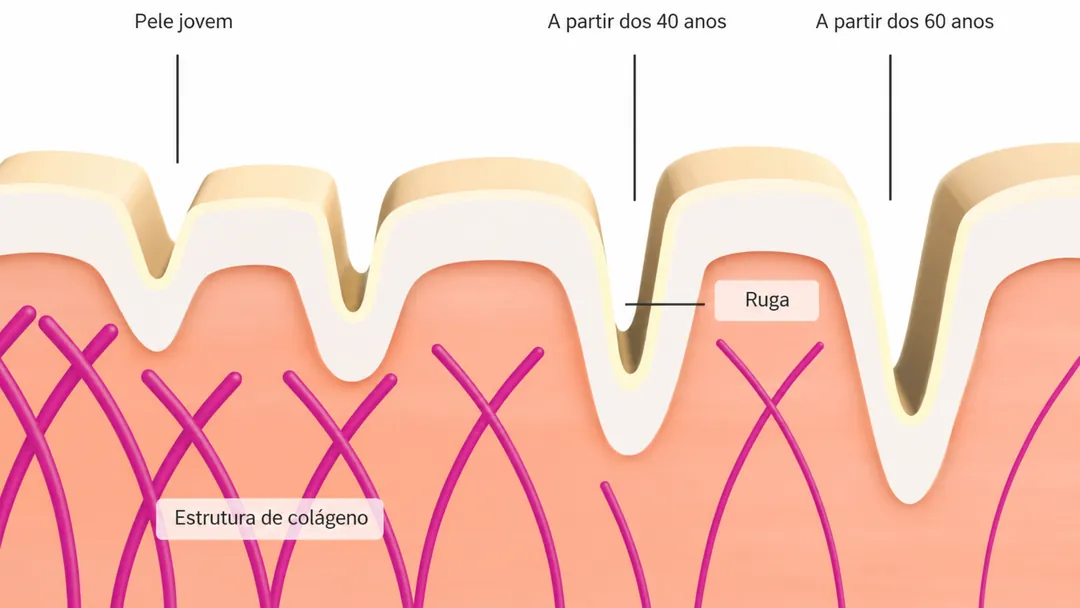 Pele jovem
A partir dos 40 anos
A partir dos 60 anos
Ruga
Estrutura de colágeno